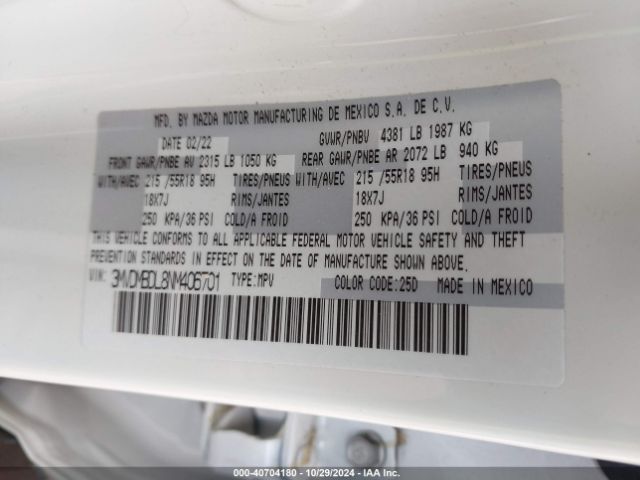 MFD. BY MAZDA MOTOR MANUFACTURING DE MEXICO S.A. DE C.V.
DATE 02/22 GVWR/PNBV 4381 LB 1987 KG
FRONT GAWR/PNBE AV 2315 LB 1050 KG REAR GAWR/PNBE AR 2072 LB 940 KG
WITH/AVEC 215 /55R18 95H TIRES/PNEUS WITH/AVEC 215 /55R18 95H TIRES/PNEUS
18X7J RIMS/JANTES 18X7J RIMS/JANTES
250 KPA/36 PSI COLD/A FROID 250 KPA/36 PSI COLD/A FROID
THIS VEHICLE CONFORMS TO ALL APPLICABLE FEDERAL MOTOR VEHICLE SAFETY AND THEFT
PREVENTION STANDARDS IN EFFECT ON THE DATE OF MANUFACTURE SHOWN ABOVE.
VIN: TYPE: MPV COLOR CODE:25D MADE IN MEXICO
000-40704180 - 10/29/2024 - IAA Inc.